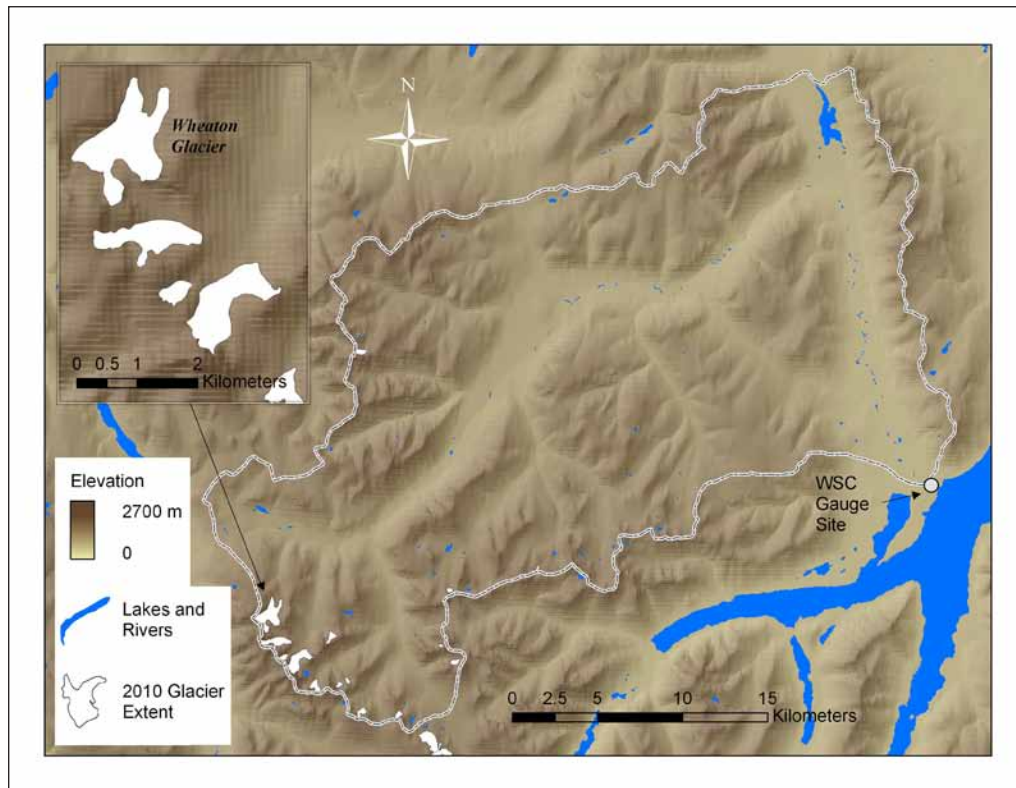 N
Wheaton
Glacier
0 0.5 1 2
Kilometers
Elevation
2700 m
0
Lakes and
Rivers
2010 Glacier
Extent
WSC
Gauge
Site
0 2.5 5 10 15
Kilometers